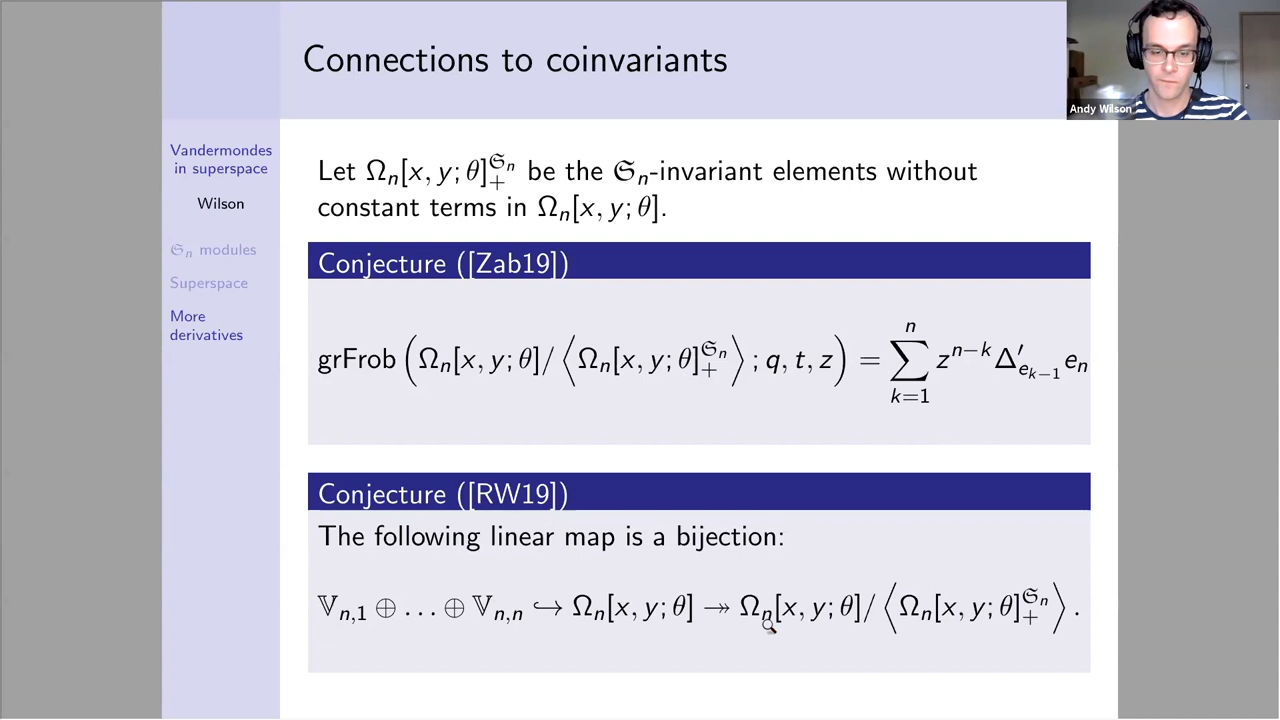 Connections to coinvariants
Andy Wilson
Vandermondes
in superspace
Wilson
𝔖ₙ modules
Superspace
More
derivatives
Let Ωₙ[x, y; θ]₊^{𝔖ₙ} be the 𝔖ₙ-invariant elements without
constant terms in Ωₙ[x, y; θ].
Conjecture ([Zab19])
grFrob (Ωₙ[x, y; θ]/ ⟨Ωₙ[x, y; θ]₊^{𝔖ₙ}⟩ ; q, t, z) = ∑_{k=1}^{n} z^{n−k} Δ′_{e_{k−1}} eₙ
Conjecture ([RW19])
The following linear map is a bijection:
𝕍_{n,1} ⊕ … ⊕ 𝕍_{n,n} ↪ Ωₙ[x, y; θ] ↠ Ωₙ[x, y; θ]/ ⟨Ωₙ[x, y; θ]₊^{𝔖ₙ}⟩ .